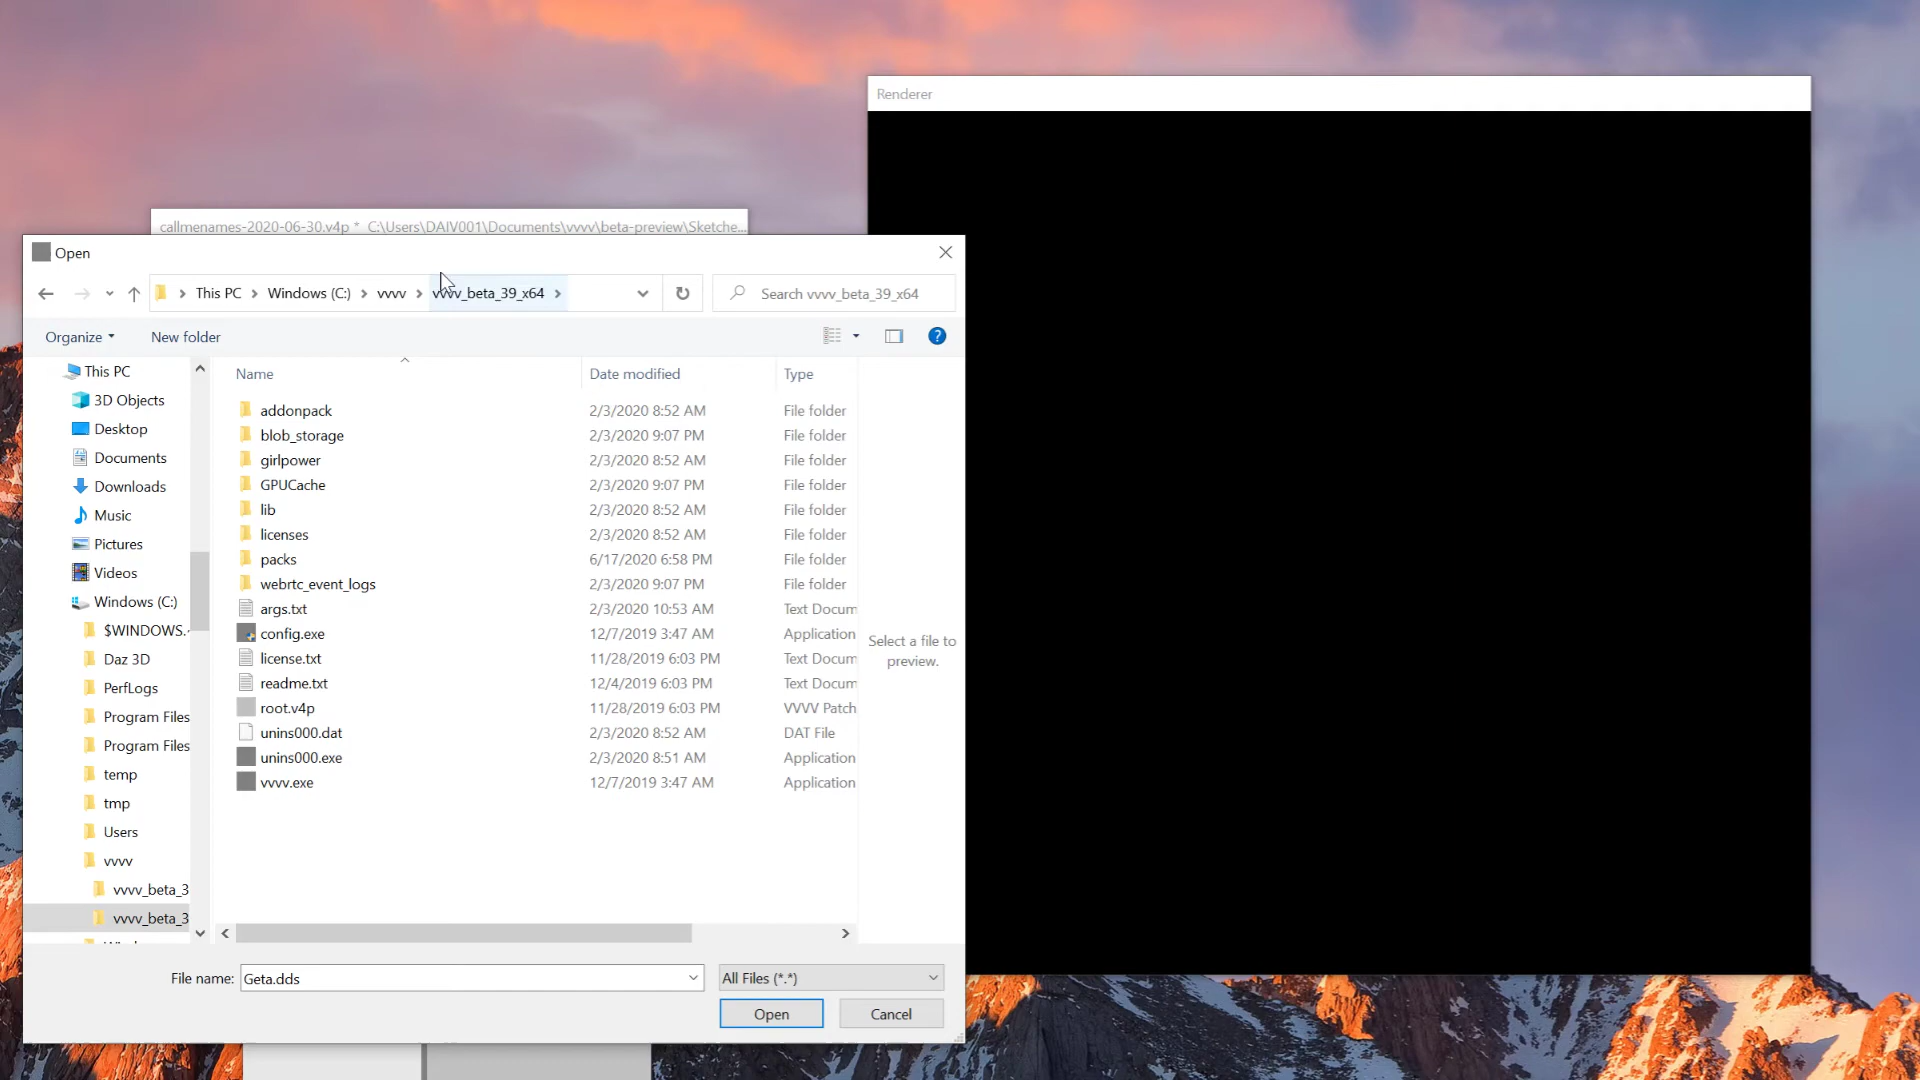 Renderer
callmenames-2020-06-30.v4p * C:\Users\DAIV001\Documents\vvvv\beta-preview\Sketche...
Open
This PC > Windows (C:) > vvvv > vvvv_beta_39_x64 >
Search vvvv_beta_39_x64
Organize
New folder
This PC
3D Objects
Desktop
Documents
Downloads
Music
Pictures
Videos
Windows (C:)
$WINDOWS.~
Daz 3D
PerfLogs
Program Files
Program Files
temp
tmp
Users
vvvv
vvvv_beta_3
vvvv_beta_3
Name Date modified Type
addonpack 2/3/2020 8:52 AM File folder
blob_storage 2/3/2020 9:07 PM File folder
girlpower 2/3/2020 8:52 AM File folder
GPUCache 2/3/2020 9:07 PM File folder
lib 2/3/2020 8:52 AM File folder
licenses 2/3/2020 8:52 AM File folder
packs 6/17/2020 6:58 PM File folder
webrtc_event_logs 2/3/2020 9:07 PM File folder
args.txt 2/3/2020 10:53 AM Text Docum
config.exe 12/7/2019 3:47 AM Application
license.txt 11/28/2019 6:03 PM Text Docum
readme.txt 12/4/2019 6:03 PM Text Docum
root.v4p 11/28/2019 6:03 PM VVVV Patch
unins000.dat 2/3/2020 8:52 AM DAT File
unins000.exe 2/3/2020 8:51 AM Application
vvvv.exe 12/7/2019 3:47 AM Application
Select a file to
preview.
File name: Geta.dds
All Files (*.*)
Open
Cancel